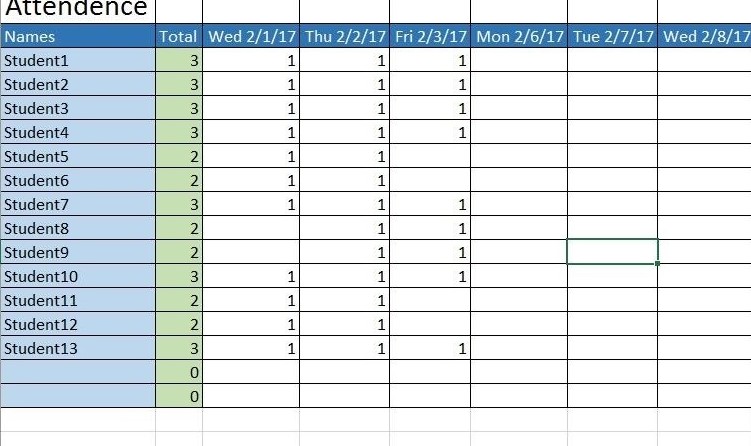 Attendence
Names Total Wed 2/1/17 Thu 2/2/17 Fri 2/3/17 Mon 2/6/17 Tue 2/7/17 Wed 2/8/17
Student1 3 1 1 1
Student2 3 1 1 1
Student3 3 1 1 1
Student4 3 1 1 1
Student5 2 1 1
Student6 2 1 1
Student7 3 1 1 1
Student8 2 1 1
Student9 2 1 1
Student10 3 1 1 1
Student11 2 1 1
Student12 2 1 1
Student13 3 1 1 1
0
0